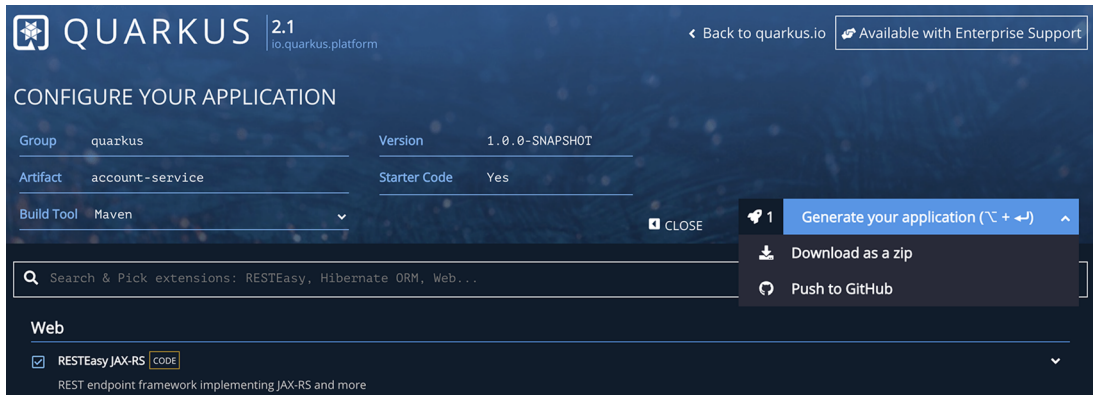 QUARKUS 2.1
io.quarkus.platform
Back to quarkus.io
Available with Enterprise Support
CONFIGURE YOUR APPLICATION
Group quarkus
Version 1.0.0-SNAPSHOT
Artifact account-service
Starter Code Yes
Build Tool Maven
CLOSE
1 Generate your application (⌥ + ↵)
Download as a zip
Push to GitHub
Search & Pick extensions: RESTEasy, Hibernate ORM, Web...
Web
RESTEasy JAX-RS CODE
REST endpoint framework implementing JAX-RS and more